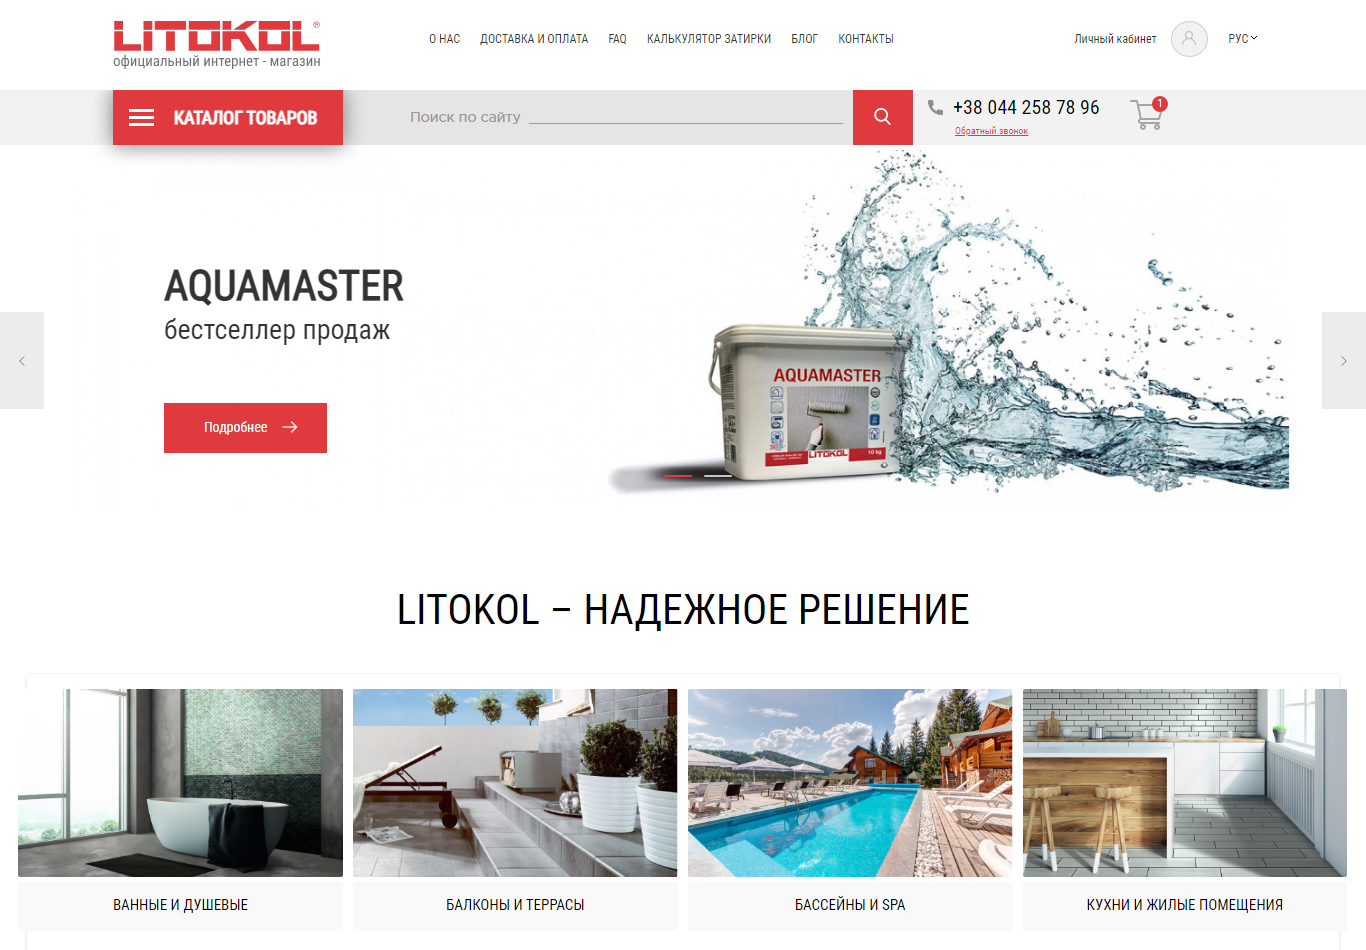 LITOKOL®
официальный интернет - магазин
О НАС
ДОСТАВКА И ОПЛАТА
FAQ
КАЛЬКУЛЯТОР ЗАТИРКИ
БЛОГ
КОНТАКТЫ
Личный кабинет
РУС
КАТАЛОГ ТОВАРОВ
Поиск по сайту
+38 044 258 78 96
Обратный звонок
1
AQUAMASTER
бестселлер продаж
Подробнее
AQUAMASTER
LITOKOL
10 kg
LITOKOL – НАДЕЖНОЕ РЕШЕНИЕ
ВАННЫЕ И ДУШЕВЫЕ
БАЛКОНЫ И ТЕРРАСЫ
БАССЕЙНЫ И SPA
КУХНИ И ЖИЛЫЕ ПОМЕЩЕНИЯ